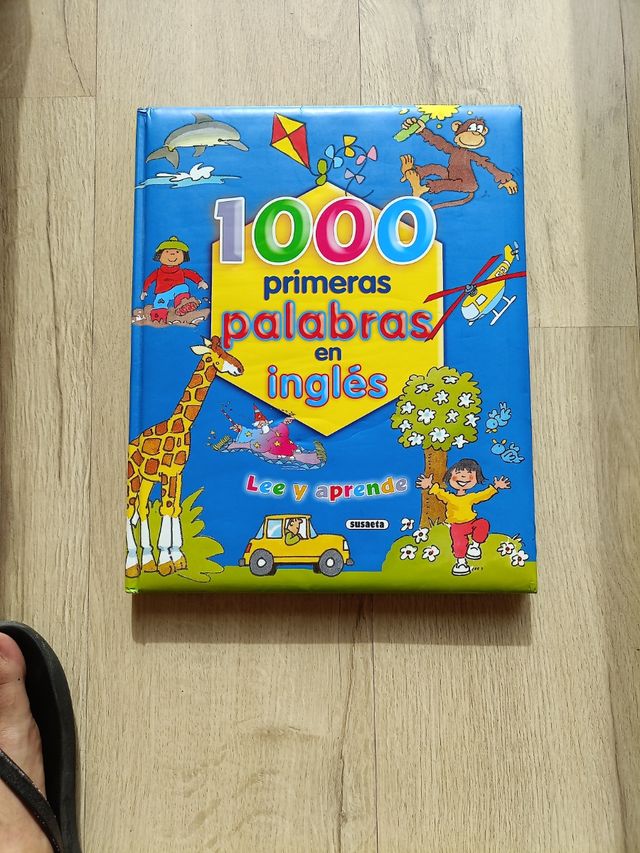 1000
primeras
palabras
en
inglés
Lee y aprende
susaeta